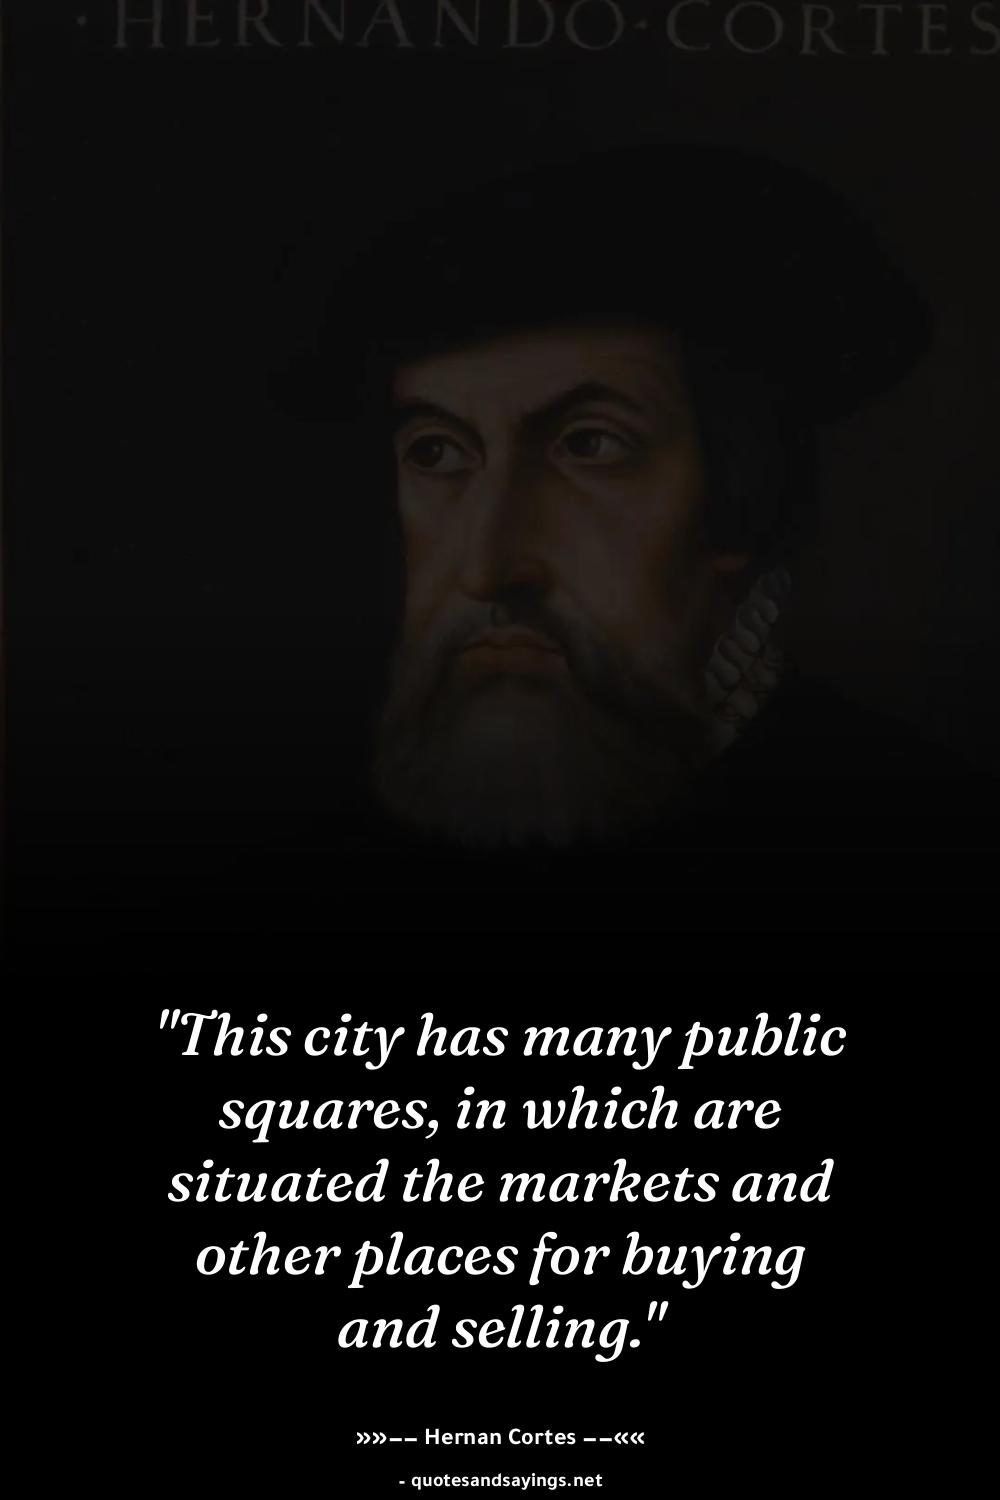 ·HERNANDO·CORTES
"This city has many public
squares, in which are
situated the markets and
other places for buying
and selling."
»»–– Hernan Cortes ––««
- quotesandsayings.net